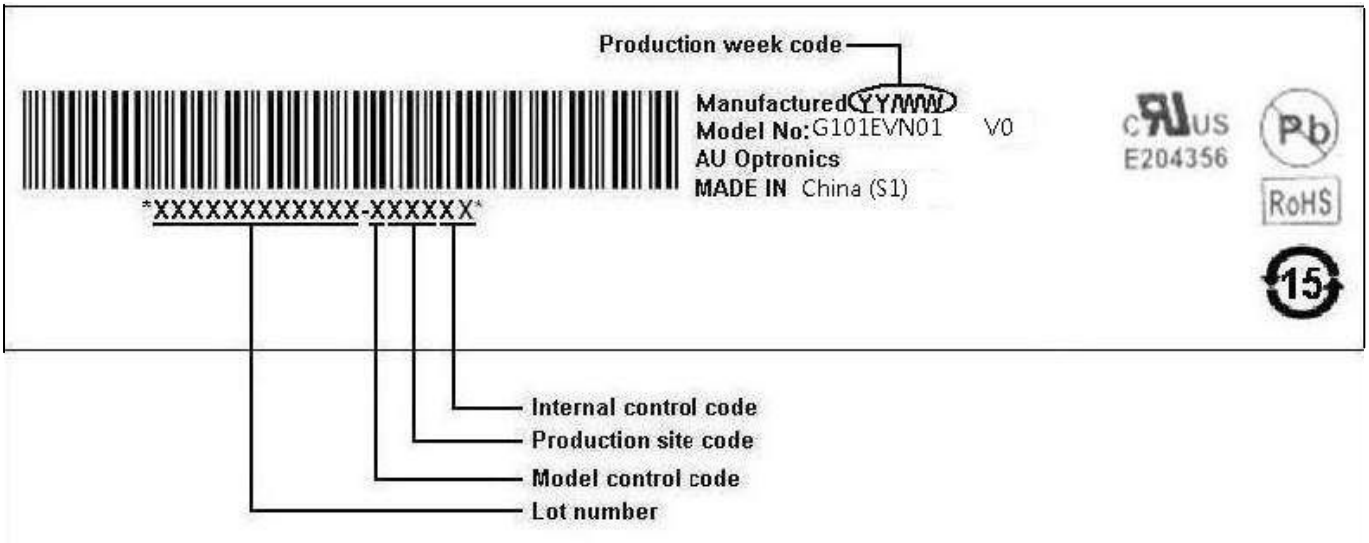 Production week code
Manufactured YY/WW
Model No:G101EVN01 V0
AU Optronics
MADE IN China (S1)
*XXXXXXXXXXXX-XXXXXX*
c RU US
E204356
Pb
RoHS
15
Internal control code
Production site code
Model control code
Lot number